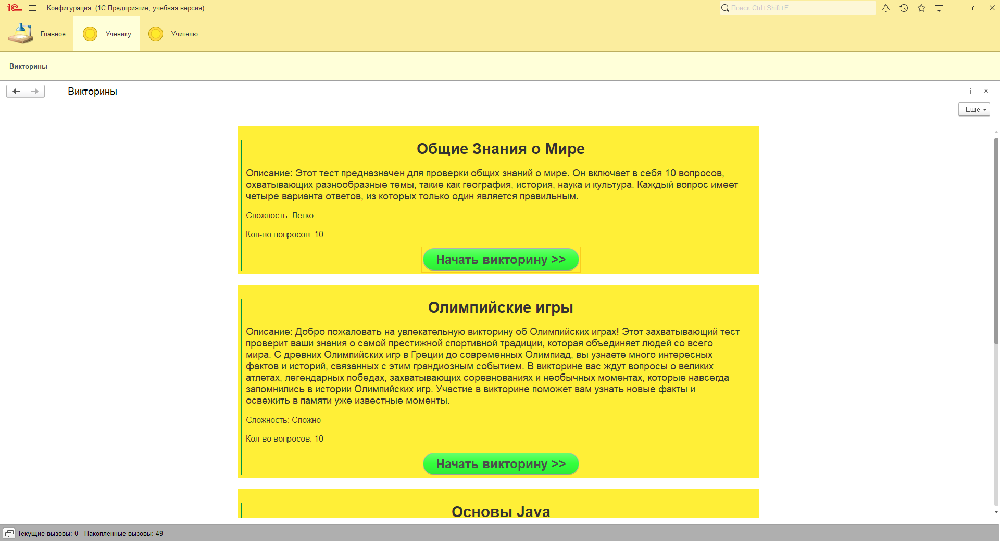 1С Конфигурация (1С:Предприятие, учебная версия) Поиск Ctrl+Shift+F
Главное Ученику Учителю
Викторины
Викторины
Еще
Общие Знания о Мире
Описание: Этот тест предназначен для проверки общих знаний о мире. Он включает в себя 10 вопросов,
охватывающих разнообразные темы, такие как география, история, наука и культура. Каждый вопрос имеет
четыре варианта ответов, из которых только один является правильным.
Сложность: Легко
Кол-во вопросов: 10
Начать викторину >>
Олимпийские игры
Описание: Добро пожаловать на увлекательную викторину об Олимпийских играх! Этот захватывающий тест
проверит ваши знания о самой престижной спортивной традиции, которая объединяет людей со всего
мира. С древних Олимпийских игр в Греции до современных Олимпиад, вы узнаете много интересных
фактов и историй, связанных с этим грандиозным событием. В викторине вас ждут вопросы о великих
атлетах, легендарных победах, захватывающих соревнованиях и необычных моментах, которые навсегда
запомнились в истории Олимпийских игр. Участие в викторине поможет вам узнать новые факты и
освежить в памяти уже известные моменты.
Сложность: Сложно
Кол-во вопросов: 10
Начать викторину >>
Основы Java
Текущие вызовы: 0 Накопленные вызовы: 49